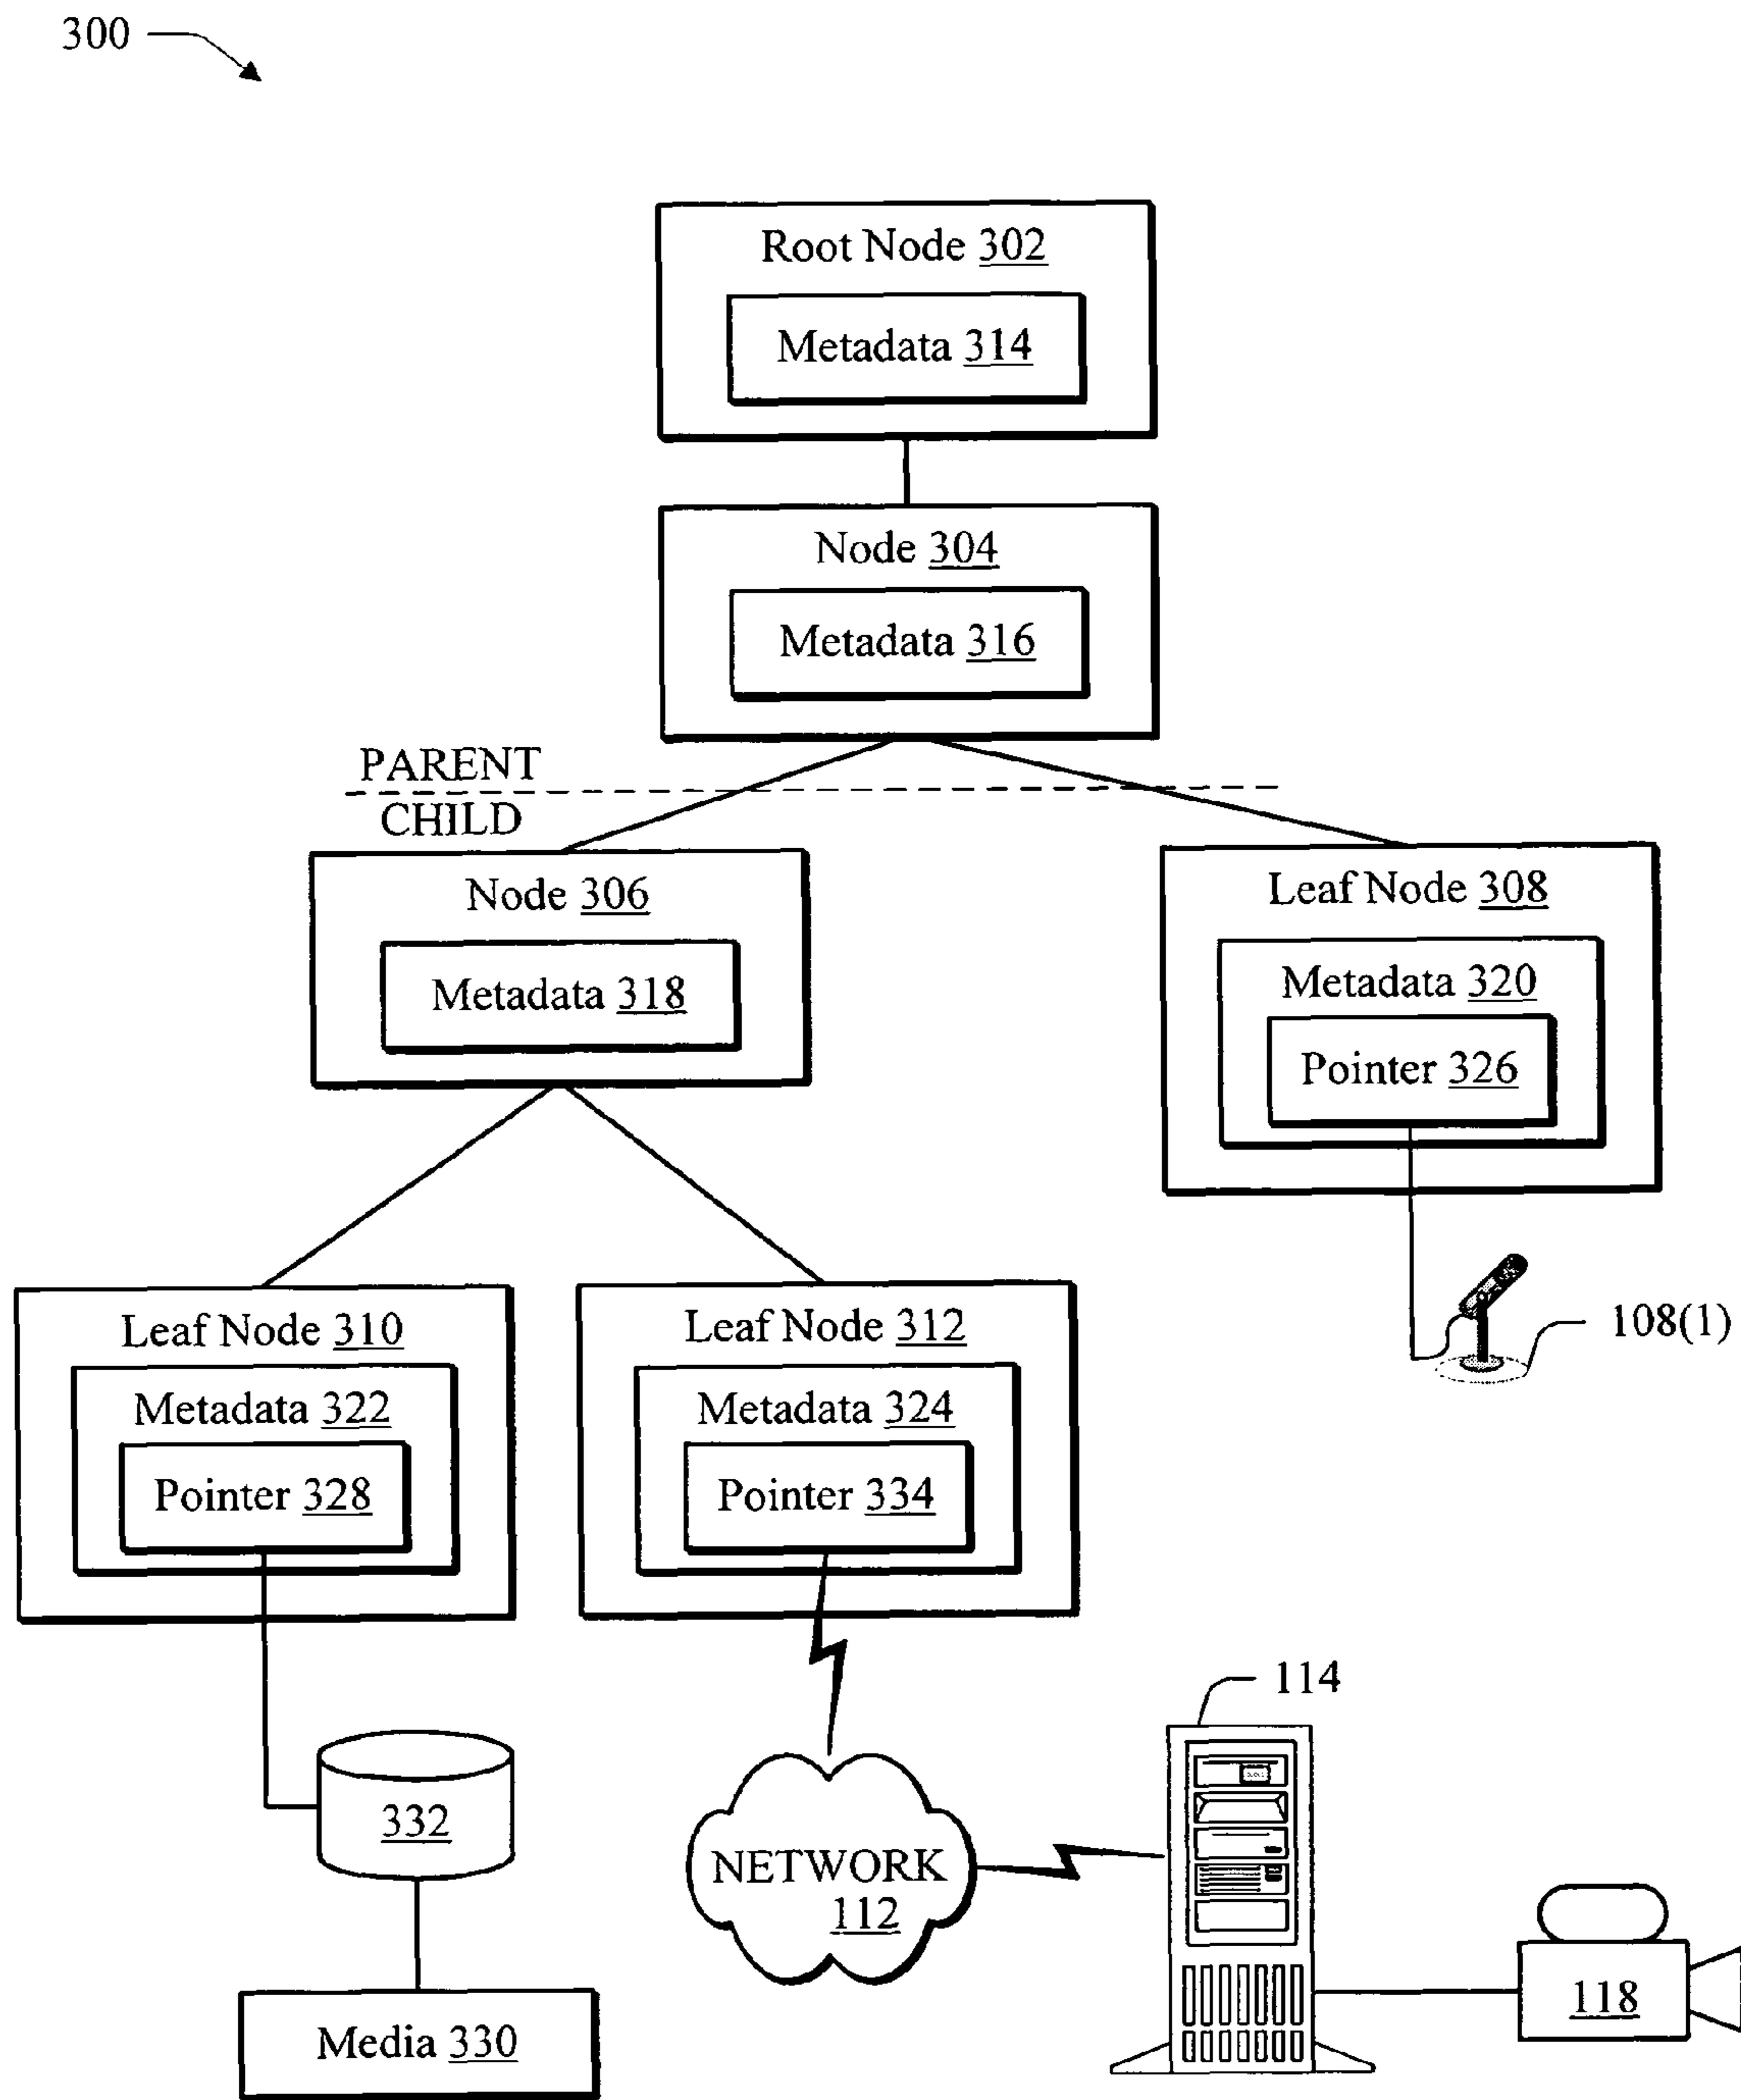 300
Root Node 302
Metadata 314
Node 304
Metadata 316
PARENT
CHILD
Node 306
Metadata 318
Leaf Node 308
Metadata 320
Pointer 326
108(1)
Leaf Node 310
Metadata 322
Pointer 328
Leaf Node 312
Metadata 324
Pointer 334
114
332
NETWORK
112
118
Media 330